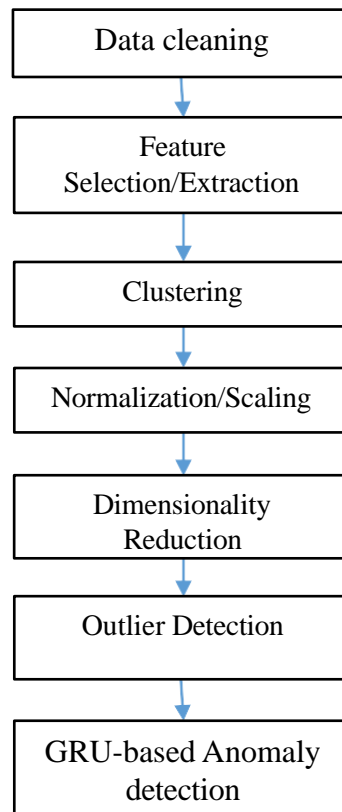 Data cleaning
Feature
Selection/Extraction
Clustering
Normalization/Scaling
Dimensionality
Reduction
Outlier Detection
GRU-based Anomaly
detection